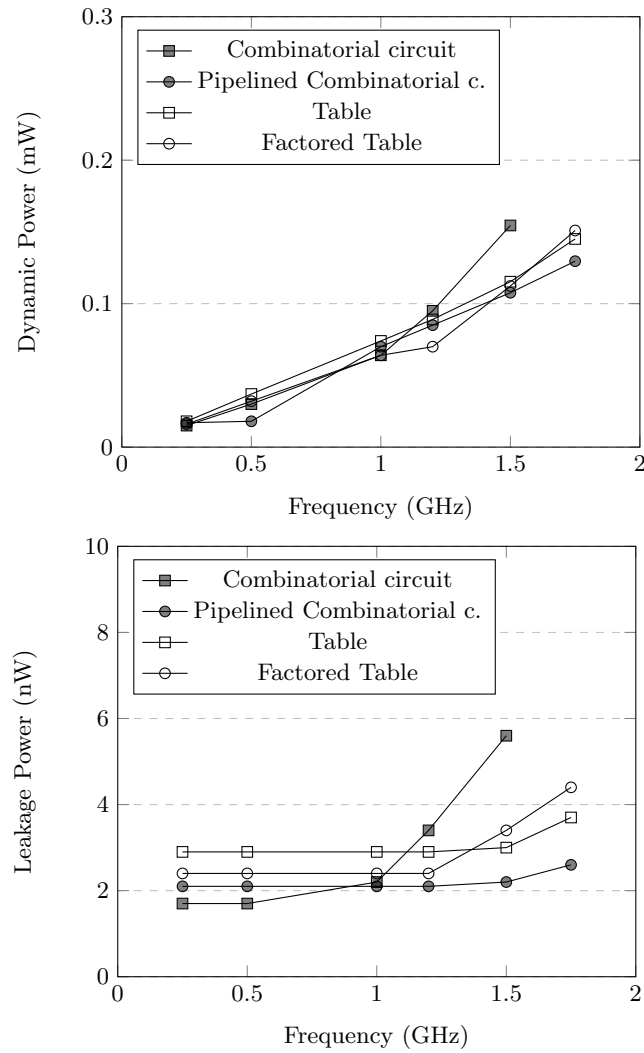 0.3
Combinatorial circuit
Pipelined Combinatorial c.
Table
Factored Table
0.2
0.1
0
Dynamic Power (mW)
0 0.5 1 1.5 2
Frequency (GHz)
10
Combinatorial circuit
Pipelined Combinatorial c.
Table
Factored Table
8
6
4
2
0
Leakage Power (nW)
0 0.5 1 1.5 2
Frequency (GHz)